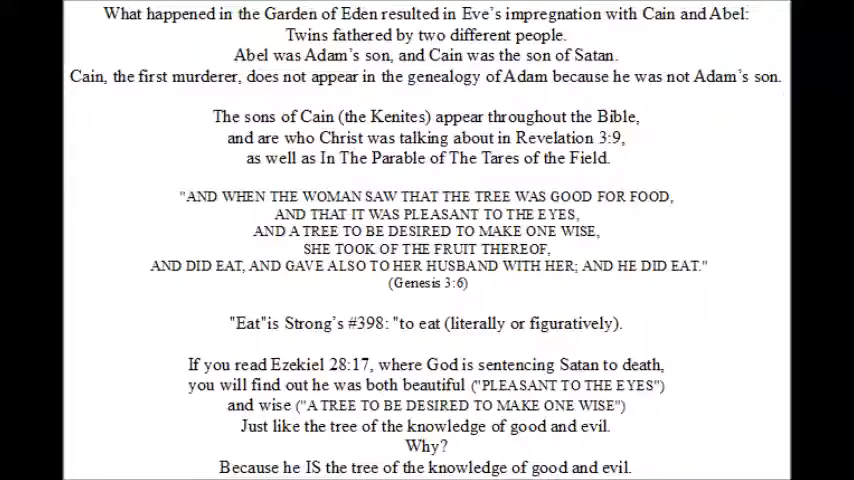 What happened in the Garden of Eden resulted in Eve's impregnation with Cain and Abel:
Twins fathered by two different people.
Abel was Adam's son, and Cain was the son of Satan.
Cain, the first murderer, does not appear in the genealogy of Adam because he was not Adam's son.
The sons of Cain (the Kenites) appear throughout the Bible,
and are who Christ was talking about in Revelation 3:9,
as well as In The Parable of The Tares of the Field.
"AND WHEN THE WOMAN SAW THAT THE TREE WAS GOOD FOR FOOD,
AND THAT IT WAS PLEASANT TO THE EYES,
AND A TREE TO BE DESIRED TO MAKE ONE WISE,
SHE TOOK OF THE FRUIT THEREOF,
AND DID EAT, AND GAVE ALSO TO HER HUSBAND WITH HER; AND HE DID EAT."
(Genesis 3:6)
"Eat"is Strong's #398: "to eat (literally or figuratively).
If you read Ezekiel 28:17, where God is sentencing Satan to death,
you will find out he was both beautiful ("PLEASANT TO THE EYES")
and wise ("A TREE TO BE DESIRED TO MAKE ONE WISE")
Just like the tree of the knowledge of good and evil.
Why?
Because he IS the tree of the knowledge of good and evil.